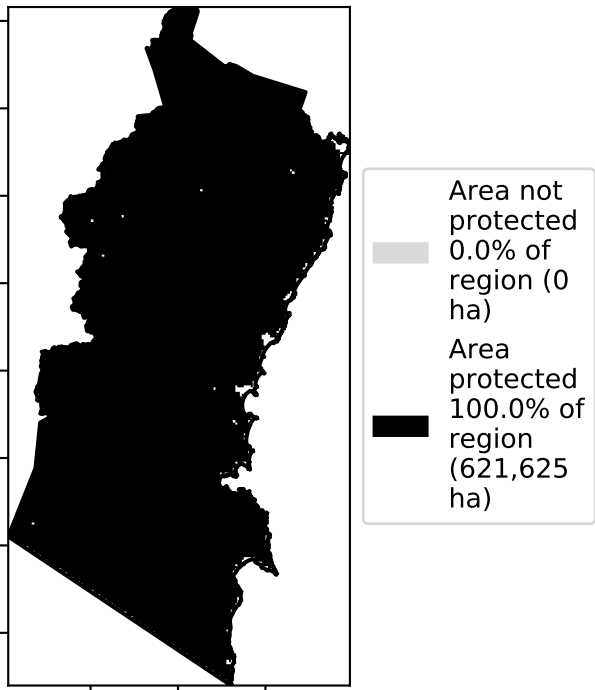 Area not
protected
0.0% of
region (0
ha)
Area
protected
100.0% of
region
(621,625
ha)